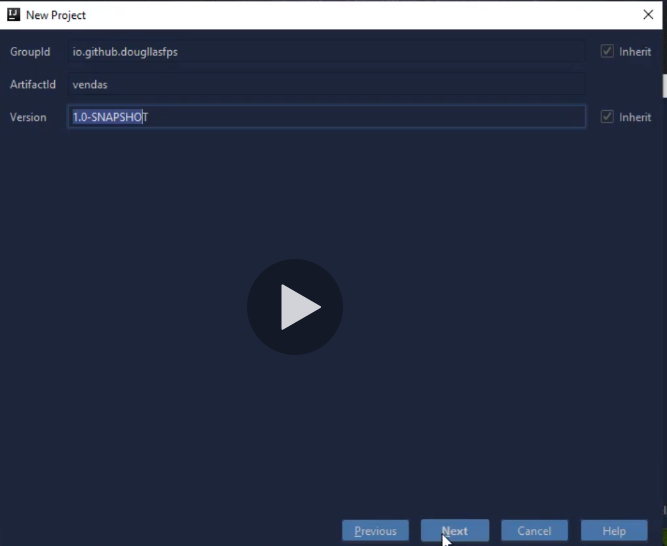 New Project
GroupId io.github.dougllasfps Inherit
ArtifactId vendas
Version 1.0-SNAPSHOT Inherit
Previous Next Cancel Help